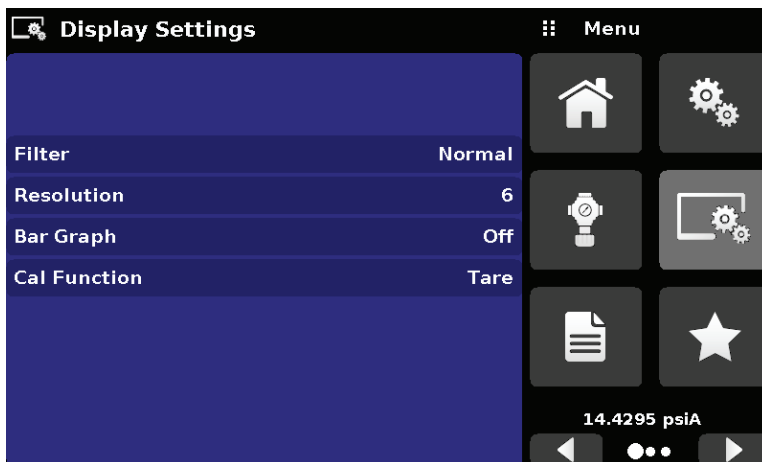 Display Settings
Menu
Filter Normal
Resolution 6
Bar Graph Off
Cal Function Tare
14.4295 psiA